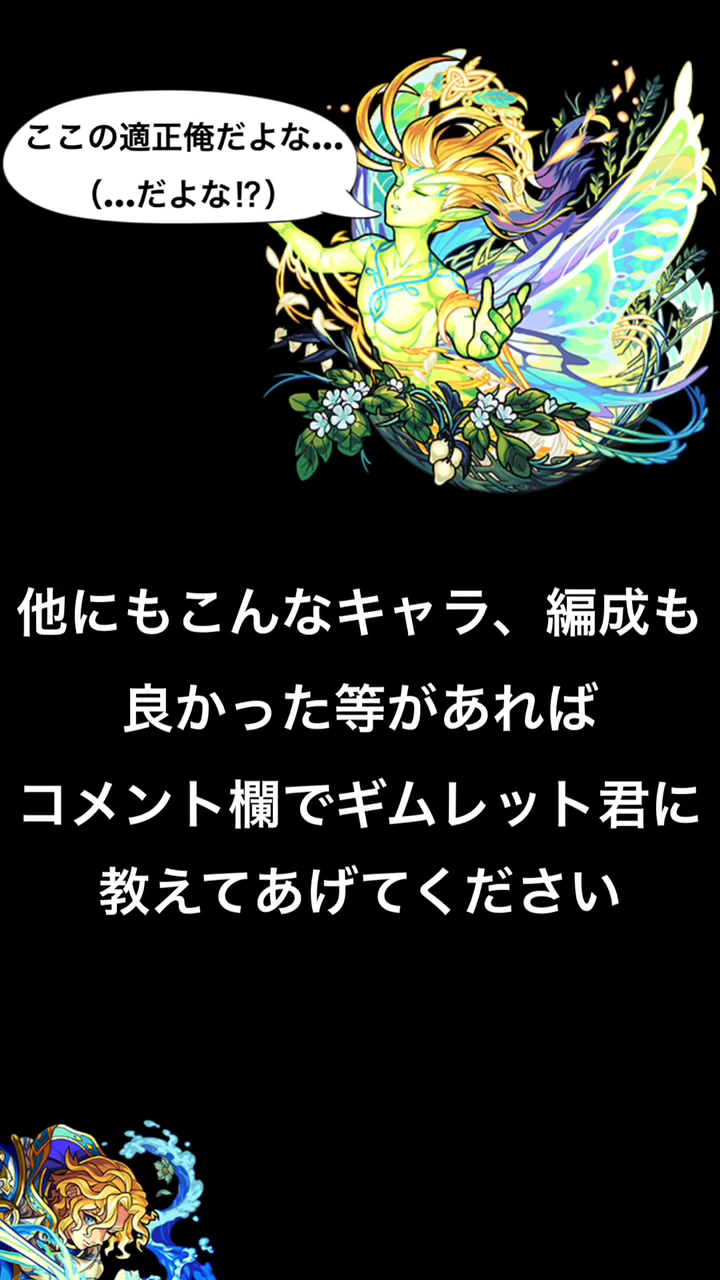 ここの適正俺だよな...
(...だよな!?)
他にもこんなキャラ、編成も
良かった等があれば
コメント欄でギムレット君に
教えてあげてください